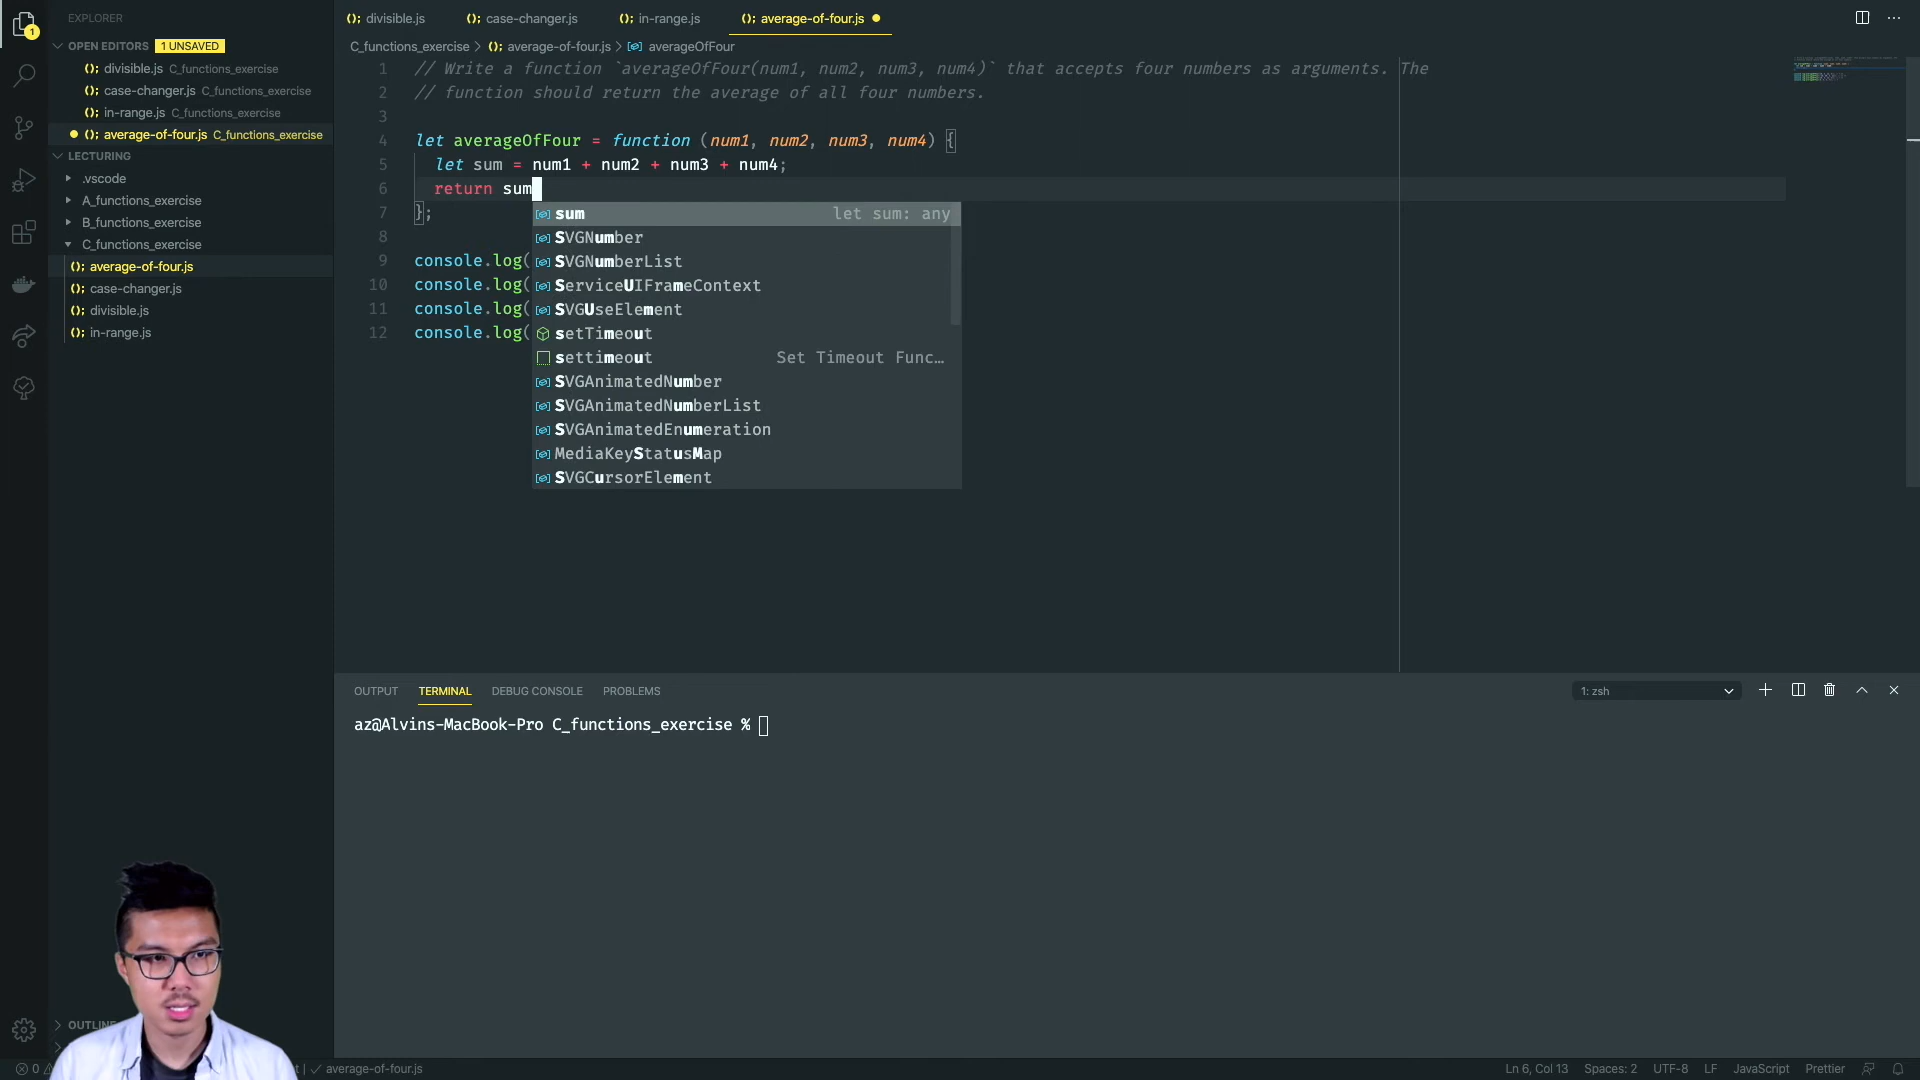 EXPLORER
OPEN EDITORS 1 UNSAVED
divisible.js C_functions_exercise
case-changer.js C_functions_exercise
in-range.js C_functions_exercise
average-of-four.js C_functions_exercise
LECTURING
.vscode
A_functions_exercise
B_functions_exercise
C_functions_exercise
average-of-four.js
case-changer.js
divisible.js
in-range.js
1
divisible.js case-changer.js in-range.js average-of-four.js
C_functions_exercise > average-of-four.js > averageOfFour
1 // Write a function `averageOfFour(num1, num2, num3, num4)` that accepts four numbers as arguments. The
2 // function should return the average of all four numbers.
3
4 let averageOfFour = function (num1, num2, num3, num4) {
5 let sum = num1 + num2 + num3 + num4;
6 return sum
7 };
8
9 console.log(
10 console.log(
11 console.log(
12 console.log(
sum let sum: any
SVGNumber
SVGNumberList
ServiceUIFrameContext
SVGUseElement
setTimeout
settimeout Set Timeout Func…
SVGAnimatedNumber
SVGAnimatedNumberList
SVGAnimatedEnumeration
MediaKeyStatusMap
SVGCursorElement
OUTPUT TERMINAL DEBUG CONSOLE PROBLEMS
1: zsh
az@Alvins-MacBook-Pro C_functions_exercise %
OUTLINE
0 | ✓ average-of-four.js
Ln 6, Col 13 Spaces: 2 UTF-8 LF JavaScript Prettier